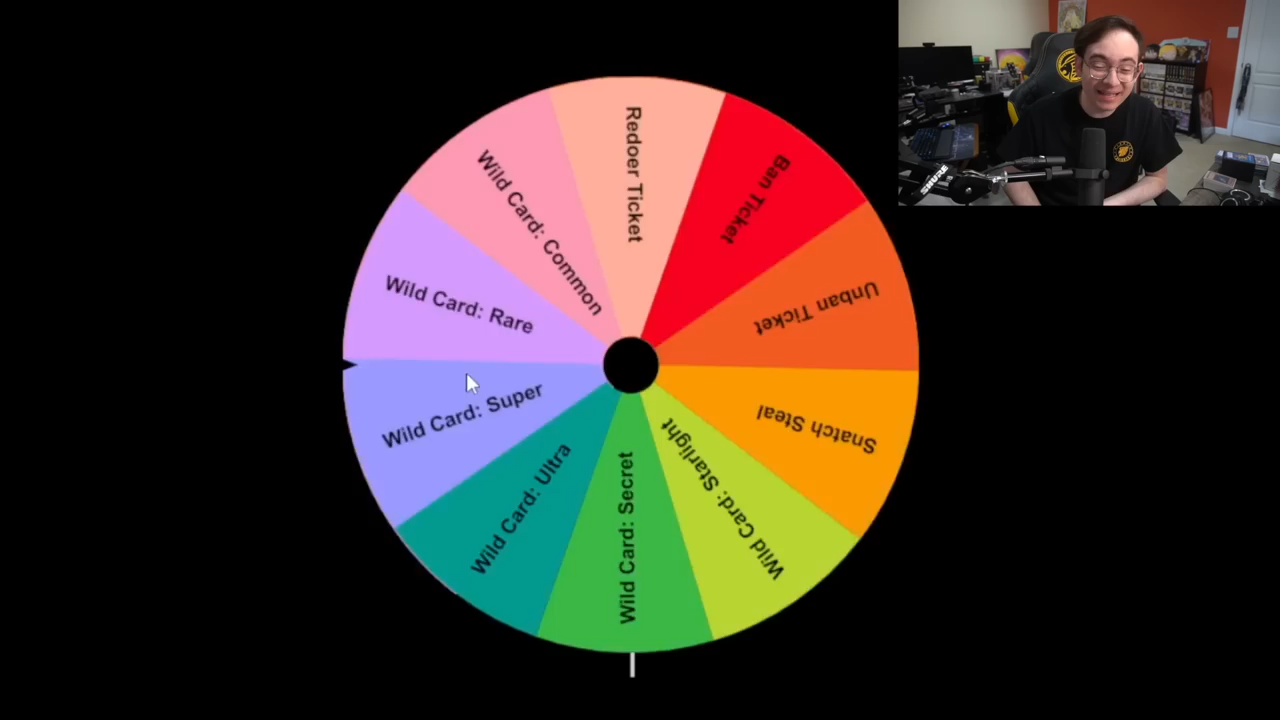 Redoer Ticket
Ban Ticket
Unban Ticket
Snatch Steal
Wild Card: Starlight
Wild Card: Secret
Wild Card: Ultra
Wild Card: Super
Wild Card: Rare
Wild Card: Common
SHURE